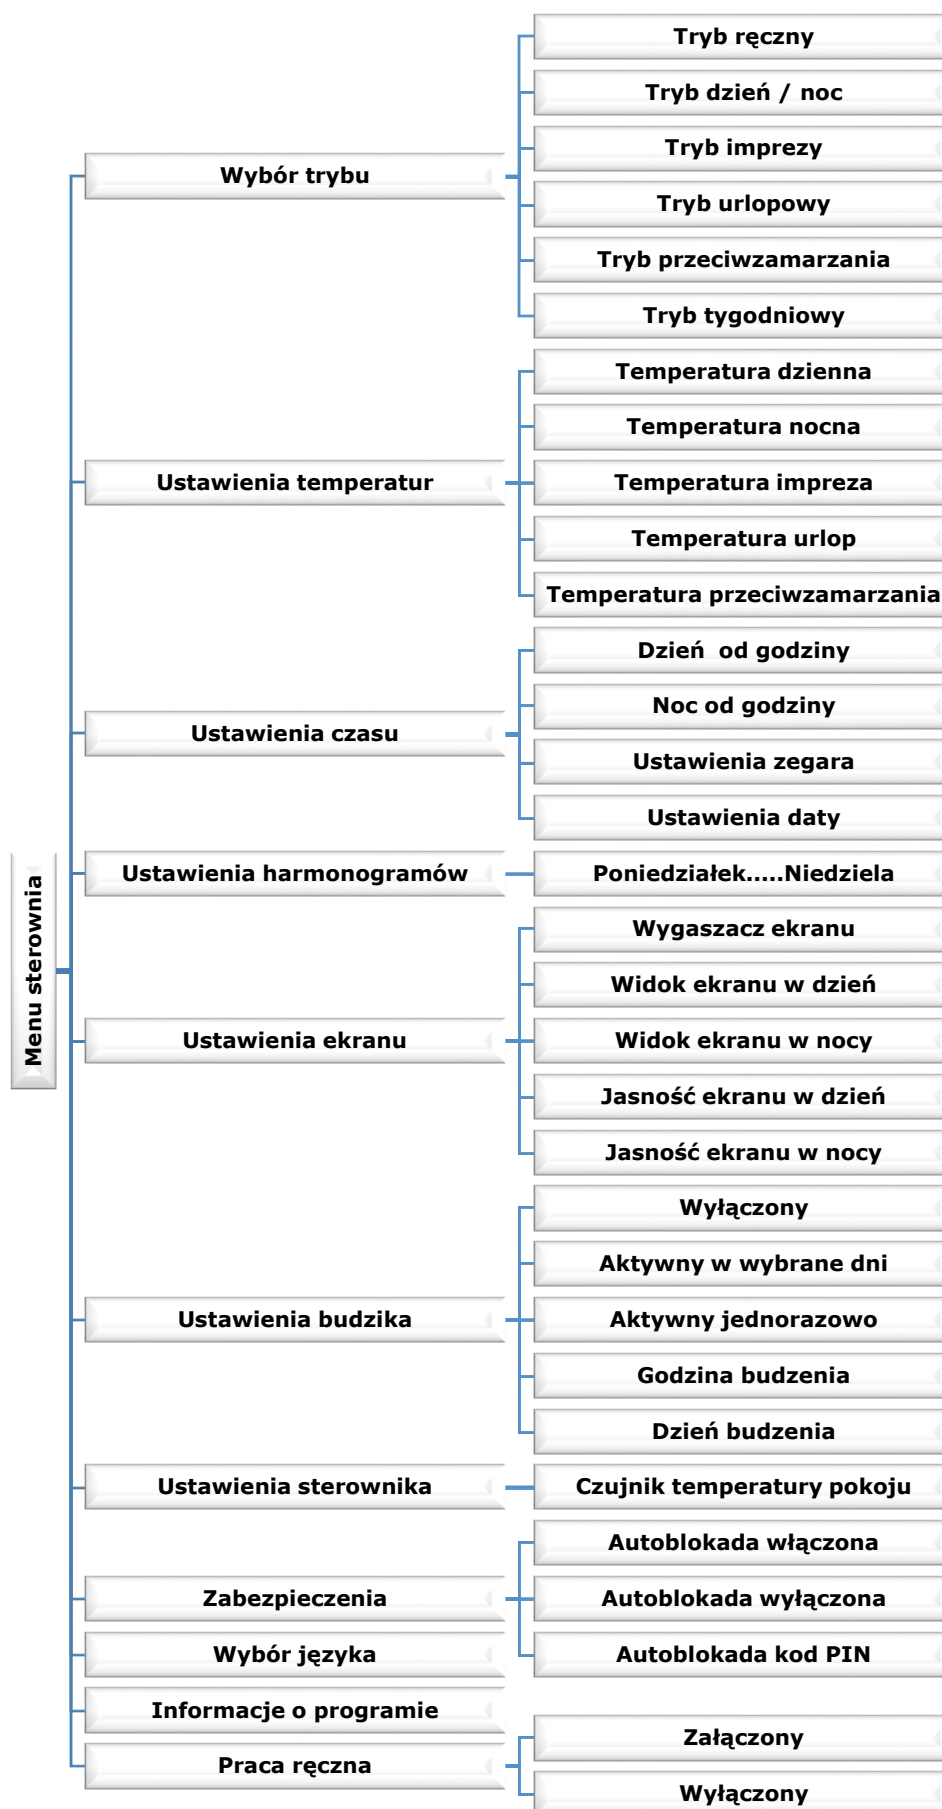 Menu sterownia
Wybór trybu
Tryb ręczny
Tryb dzień / noc
Tryb imprezy
Tryb urlopowy
Tryb przeciwzamarzania
Tryb tygodniowy
Ustawienia temperatur
Temperatura dzienna
Temperatura nocna
Temperatura impreza
Temperatura urlop
Temperatura przeciwzamarzania
Ustawienia czasu
Dzień od godziny
Noc od godziny
Ustawienia zegara
Ustawienia daty
Ustawienia harmonogramów
Poniedziałek.....Niedziela
Ustawienia ekranu
Wygaszacz ekranu
Widok ekranu w dzień
Widok ekranu w nocy
Jasność ekranu w dzień
Jasność ekranu w nocy
Ustawienia budzika
Wyłączony
Aktywny w wybrane dni
Aktywny jednorazowo
Godzina budzenia
Dzień budzenia
Ustawienia sterownika
Czujnik temperatury pokoju
Zabezpieczenia
Autoblokada włączona
Autoblokada wyłączona
Autoblokada kod PIN
Wybór języka
Informacje o programie
Praca ręczna
Załączony
Wyłączony